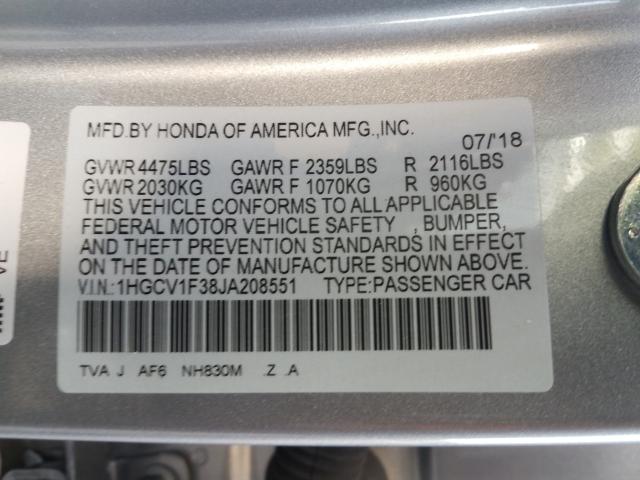 MFD.BY HONDA OF AMERICA MFG.,INC.
07/'18
GVWR 4475LBS GAWR F 2359LBS R 2116LBS
GVWR 2030KG GAWR F 1070KG R 960KG
THIS VEHICLE CONFORMS TO ALL APPLICABLE
FEDERAL MOTOR VEHICLE SAFETY , BUMPER,
AND THEFT PREVENTION STANDARDS IN EFFECT
ON THE DATE OF MANUFACTURE SHOWN ABOVE.
V.I.N.:1HGCV1F38JA208551 TYPE:PASSENGER CAR
TVA J AF6 NH830M .Z .A
VE